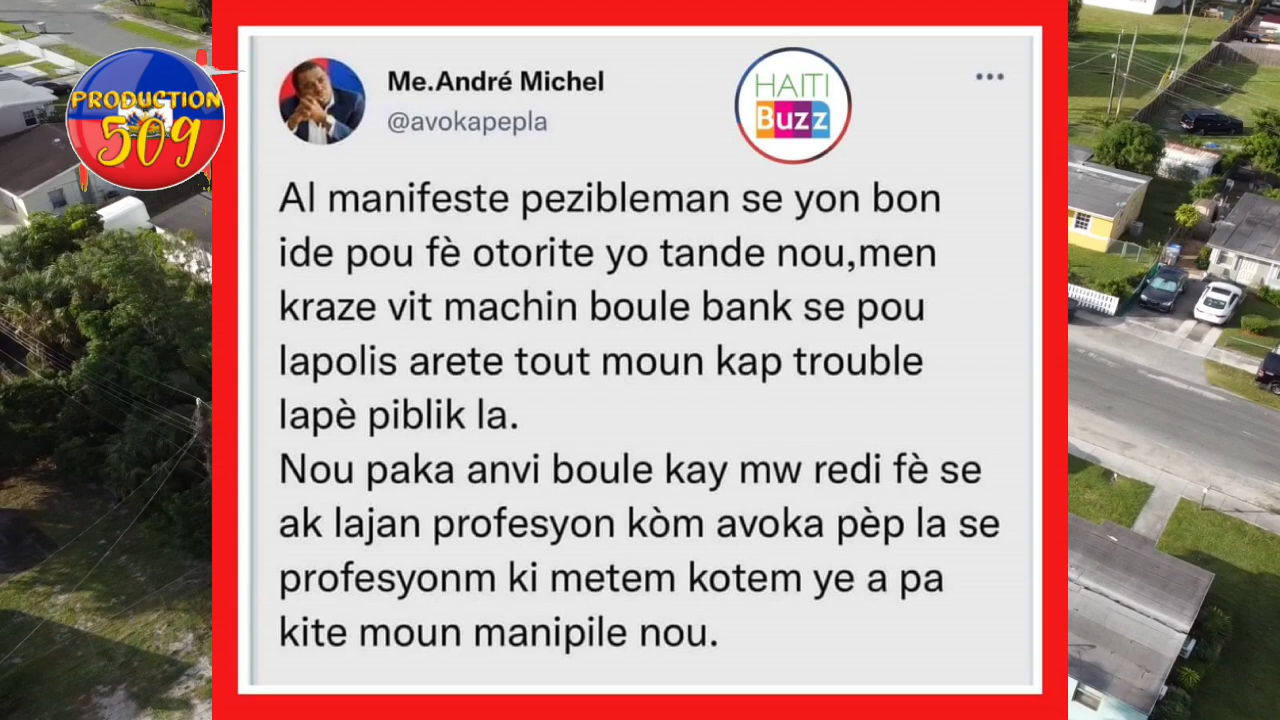 PRODUCTION
509
Me.André Michel
@avokapepla
HAITI
Buzz
Al manifeste pezibleman se yon bon
ide pou fè otorite yo tande nou,men
kraze vit machin boule bank se pou
lapolis arete tout moun kap trouble
lapè piblik la.
Nou paka anvi boule kay mw redi fè se
ak lajan profesyon kòm avoka pèp la se
profesyonm ki metem kotem ye a pa
kite moun manipile nou.